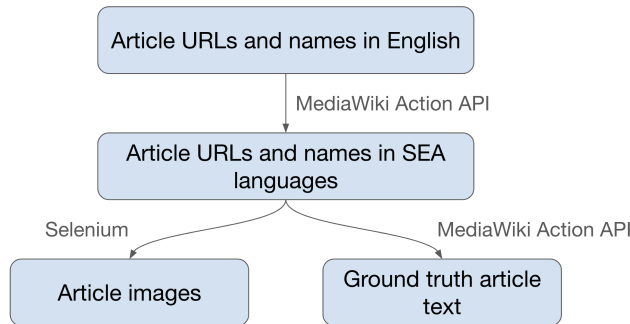 Article URLs and names in English
MediaWiki Action API
Article URLs and names in SEA
languages
Selenium
MediaWiki Action API
Article images
Ground truth article
text